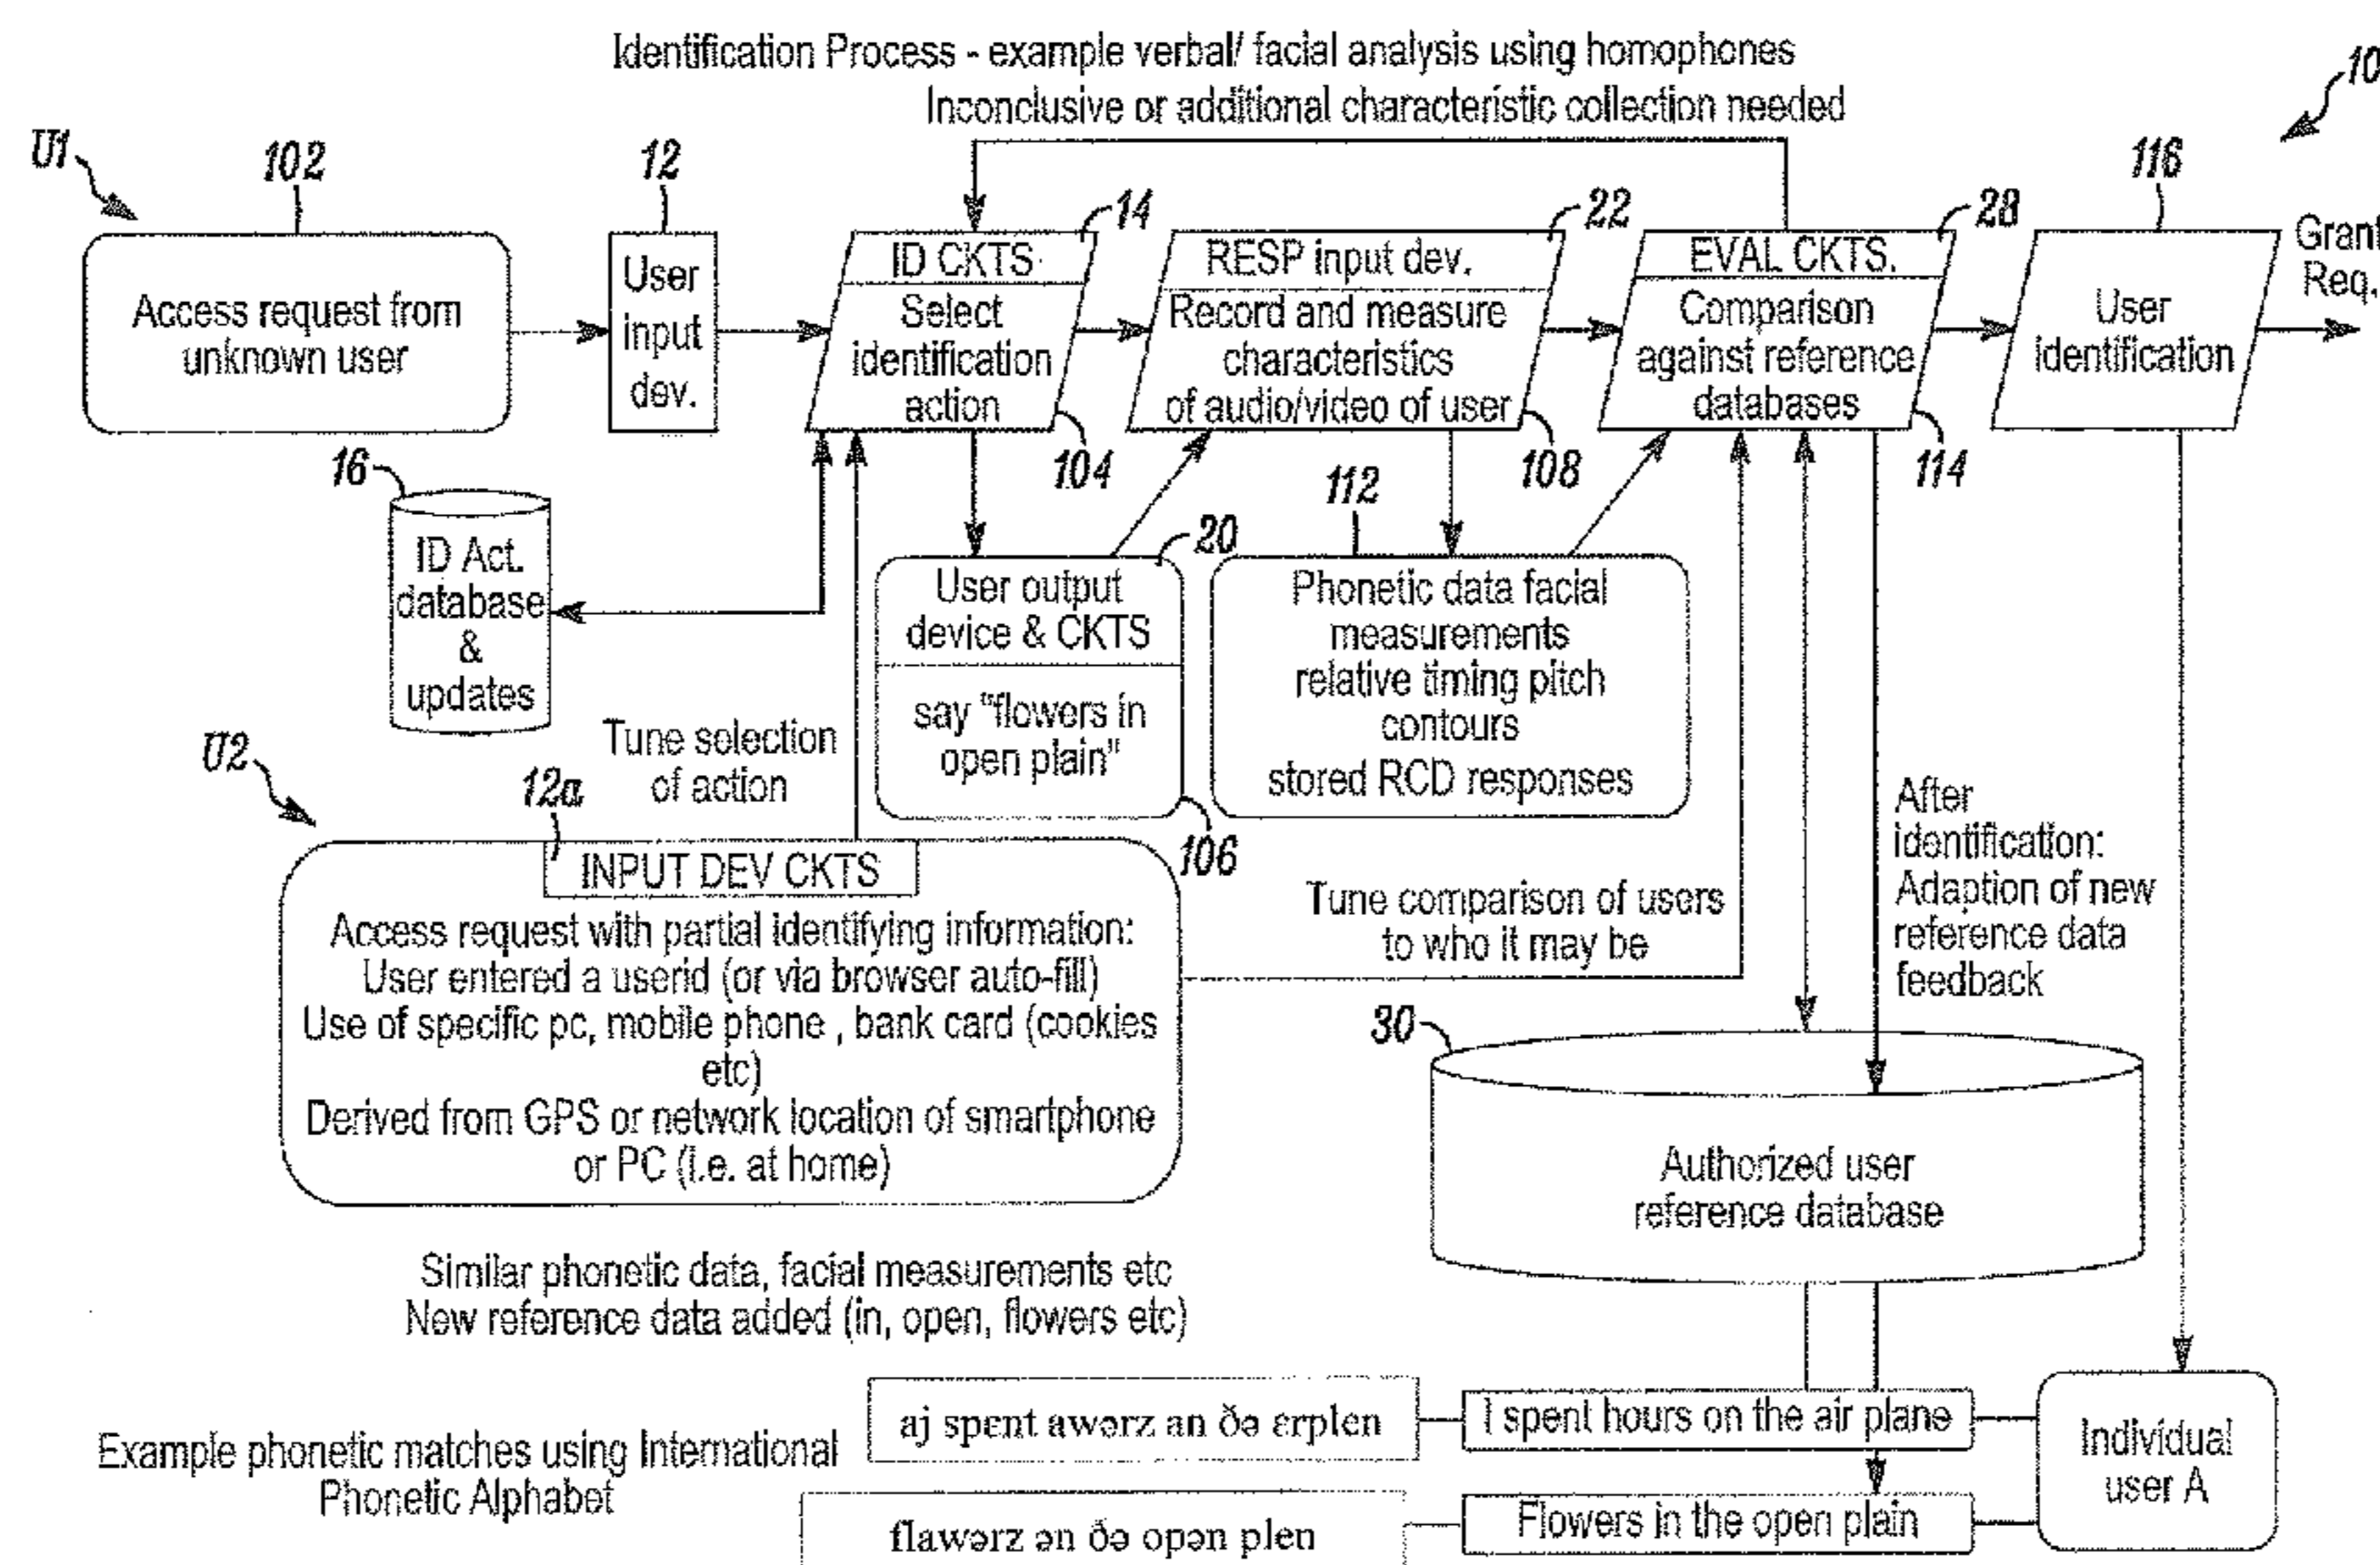 Identification Process - example verbal/ facial analysis using homophones
Inconclusive or additional characteristic collection needed
10
U1
102
12
14
22
28
116
Access request from
unknown user
User
input
dev.
ID CKTS
Select
identification
action
RESP input dev.
Record and measure
characteristics
of audio/video of user
EVAL CKTS.
Comparison
against reference
databases
User
identification
Grant
Req.
104
108
114
16
ID Act.
database
&
updates
20
User output
device & CKTS
say "flowers in
open plain"
106
112
Phonetic data facial
measurements
relative timing pitch
contours
stored RCD responses
Tune selection
of action
U2
12a
INPUT DEV CKTS
Access request with partial identifying information:
User entered a userid (or via browser auto-fill)
Use of specific pc, mobile phone , bank card (cookies
etc)
Derived from GPS or network location of smartphone
or PC (i.e. at home)
Tune comparison of users
to who it may be
After
identification:
Adaption of new
reference data
feedback
30
Authorized user
reference database
Similar phonetic data, facial measurements etc
New reference data added (in, open, flowers etc)
Example phonetic matches using International
Phonetic Alphabet
aj spɛnt awərz an ðə ɛrplen
I spent hours on the air plane
flawərz ən ðə opən plen
Flowers in the open plain
Individual
user A